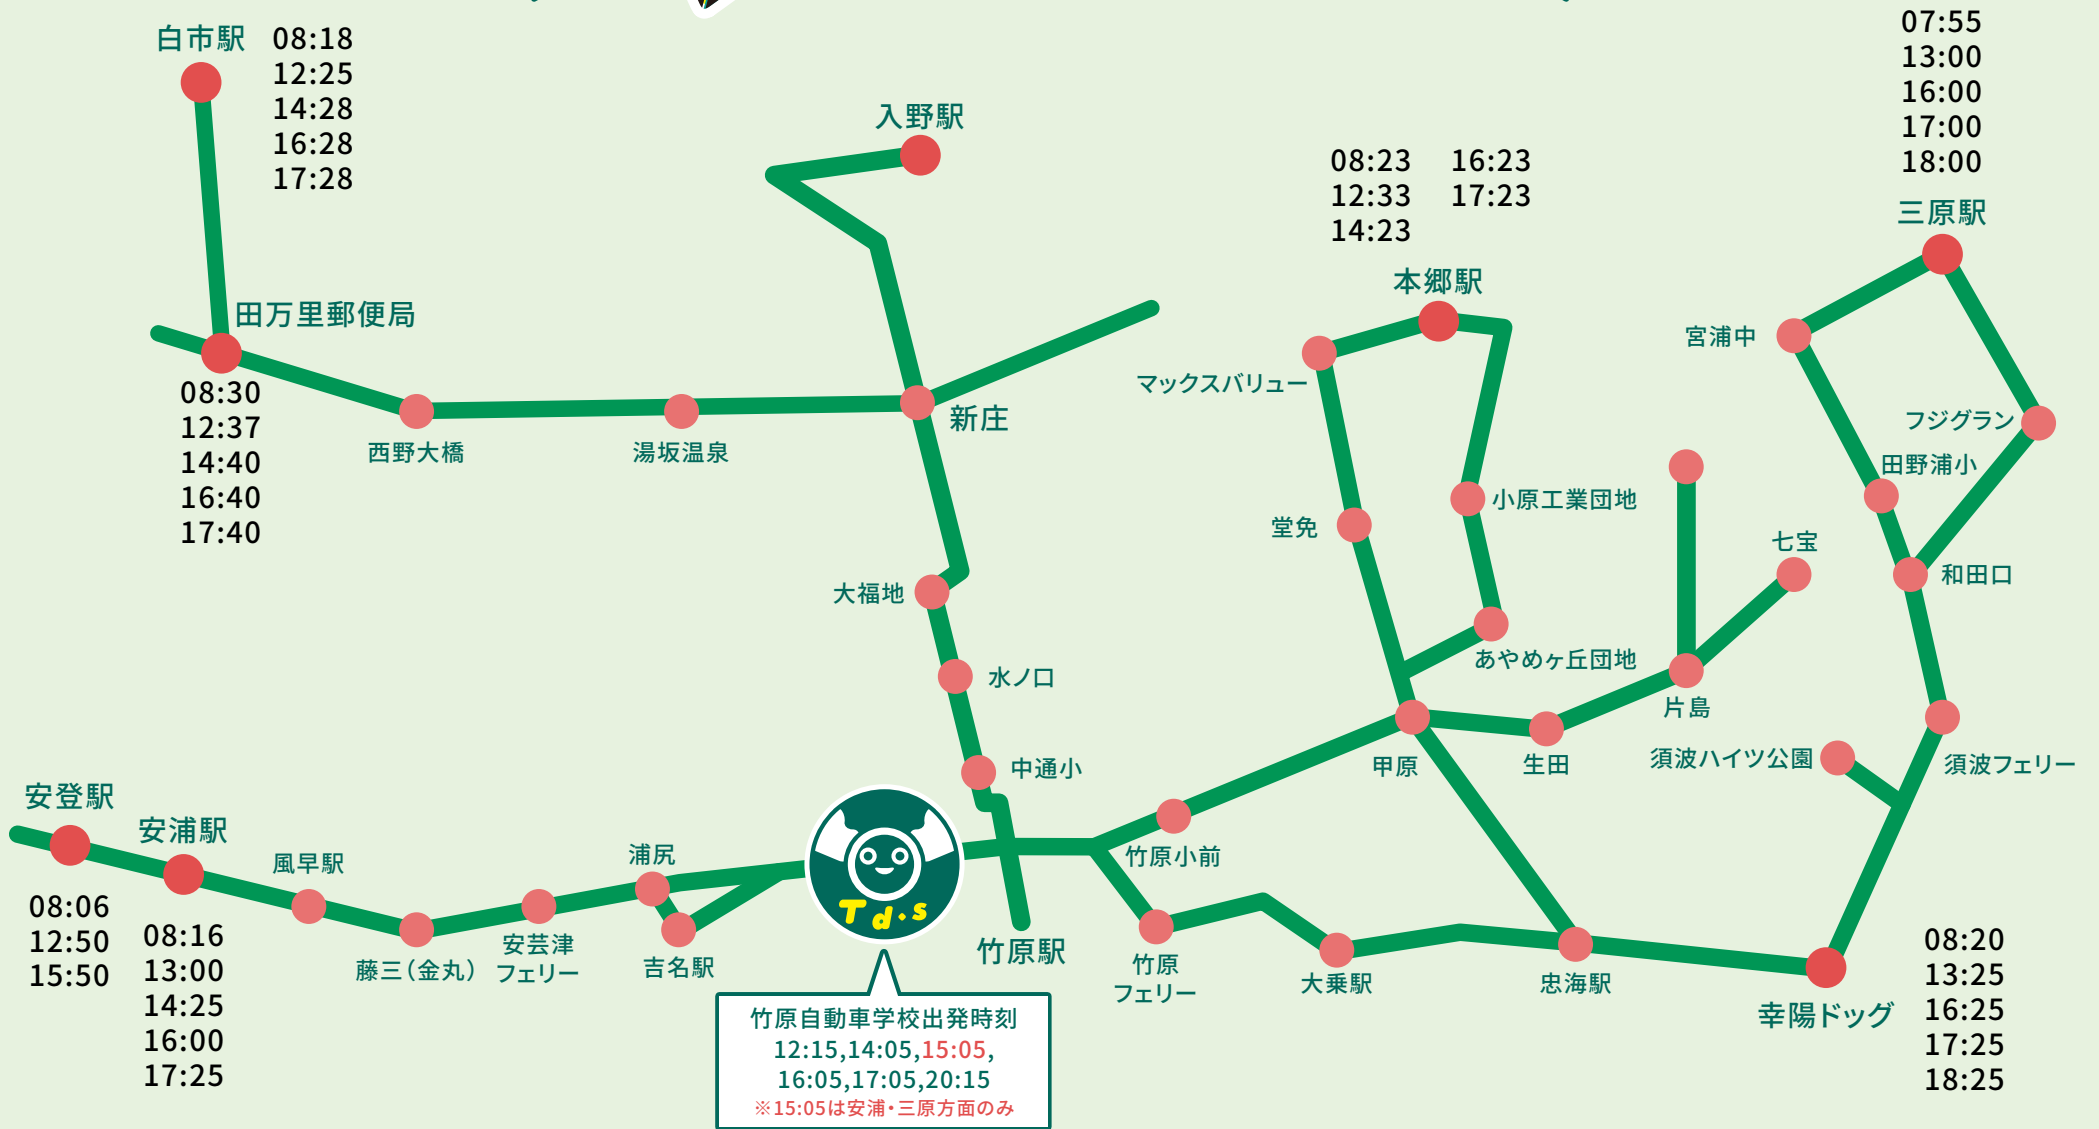 白市駅
08:18
12:25
14:28
16:28
17:28
入野駅
08:23 16:23
12:33 17:23
14:23
本郷駅
07:55
13:00
16:00
17:00
18:00
三原駅
田万里郵便局
08:30
12:37
14:40
16:40
17:40
西野大橋
湯坂温泉
新庄
マックスバリュー
宮浦中
フジグラン
田野浦小
堂免
小原工業団地
七宝
和田口
大福地
水ノ口
あやめヶ丘団地
片島
中通小
甲原
生田
須波ハイツ公園
須波フェリー
安登駅
安浦駅
風早駅
浦尻
竹原小前
08:06
12:50
15:50
08:16
13:00
14:25
16:00
17:25
藤三(金丸)
安芸津
フェリー
吉名駅
Td・s
竹原駅
竹原
フェリー
大乗駅
忠海駅
幸陽ドッグ
08:20
13:25
16:25
17:25
18:25
竹原自動車学校出発時刻
12:15,14:05,15:05,
16:05,17:05,20:15
※15:05は安浦・三原方面のみ